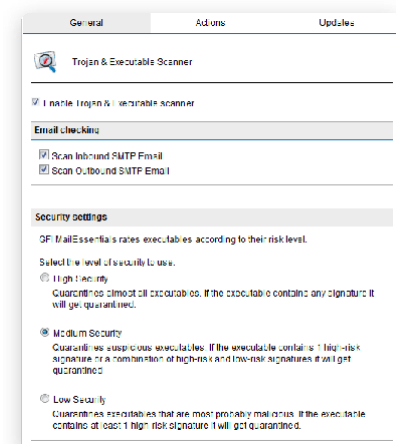 General Actions Updates
Trojan & Executable Scanner
Enable Trojan & Executable scanner
Email checking
Scan Inbound SMTP Email
Scan Outbound SMTP Email
Security settings
GFI MailEssentials rates executables according to their risk level.
Select the level of security to use:
High Security
Quarantines almost all executables. If the executable contains any signature it
will get quarantined.
Medium Security
Quarantines suspicious executables. If the executable contains 1 high-risk
signature or a combination of high-risk and low-risk signatures it will get
quarantined
Low Security
Quarantines executables that are most probably malicious. If the executable
contains at least 1 high-risk signature it will get quarantined.